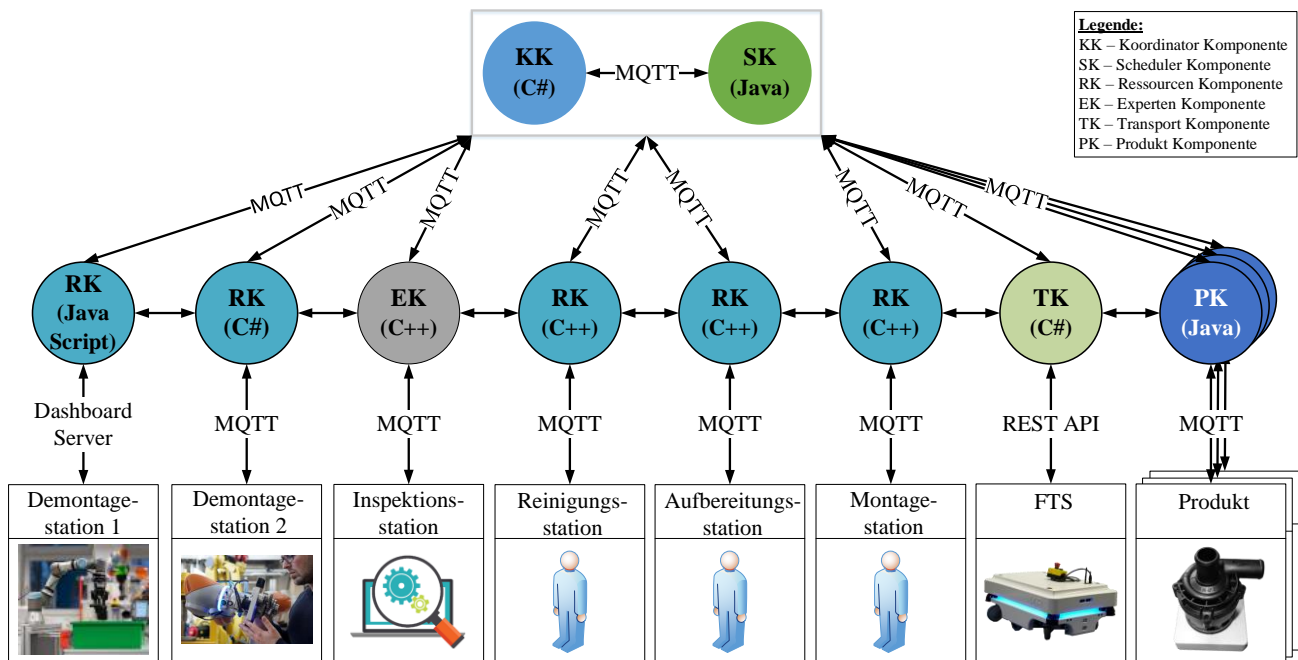 KK
(C#)
MQTT
SK
(Java)
Legende:
KK – Koordinator Komponente
SK – Scheduler Komponente
RK – Ressourcen Komponente
EK – Experten Komponente
TK – Transport Komponente
PK – Produkt Komponente
MQTT
MQTT
MQTT
MQTT
MQTT
MQTT
MQTT
MQTT
RK
(Java
Script)
RK
(C#)
EK
(C++)
RK
(C++)
RK
(C++)
RK
(C++)
TK
(C#)
PK
(Java)
Dashboard
Server
MQTT
MQTT
MQTT
MQTT
MQTT
REST API
MQTT
Demontage-
station 1
Demontage-
station 2
Inspektions-
station
Reinigungs-
station
Aufbereitungs-
station
Montage-
station
FTS
Produkt